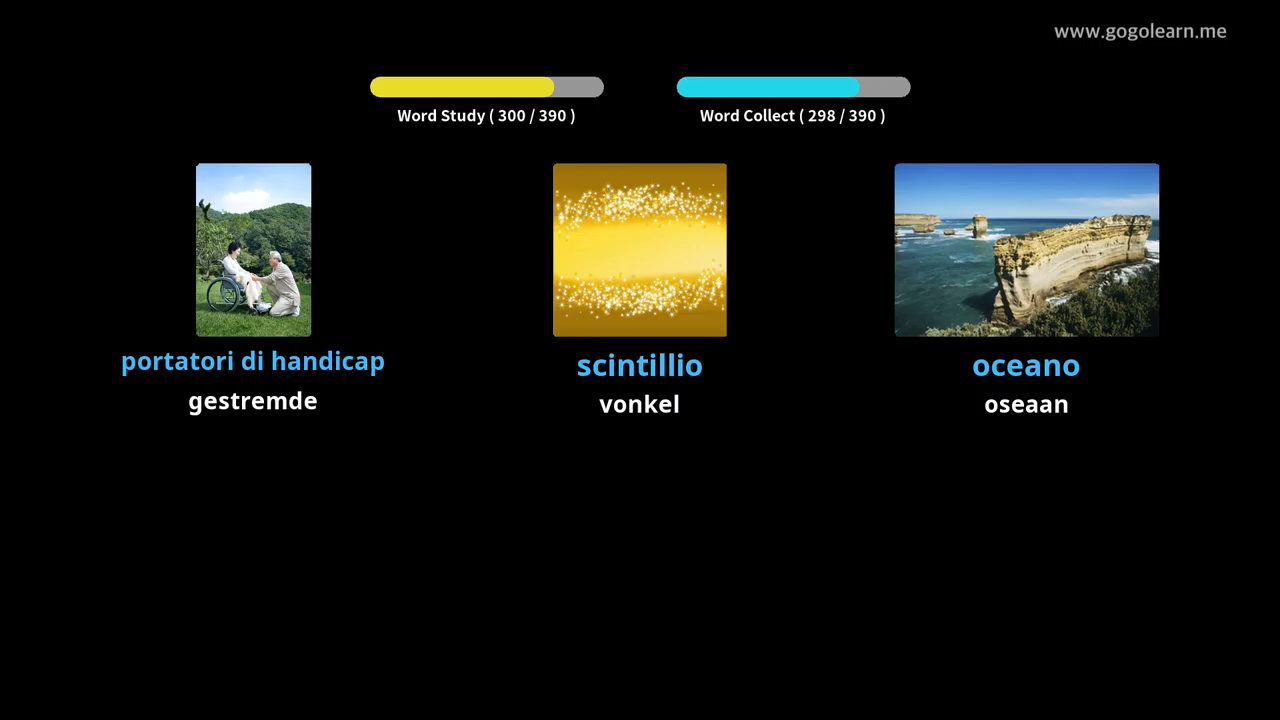 www.gogolearn.me
Word Study ( 300 / 390 )
Word Collect ( 298 / 390 )
portatori di handicap
gestremde
scintillio
vonkel
oceano
oseaan